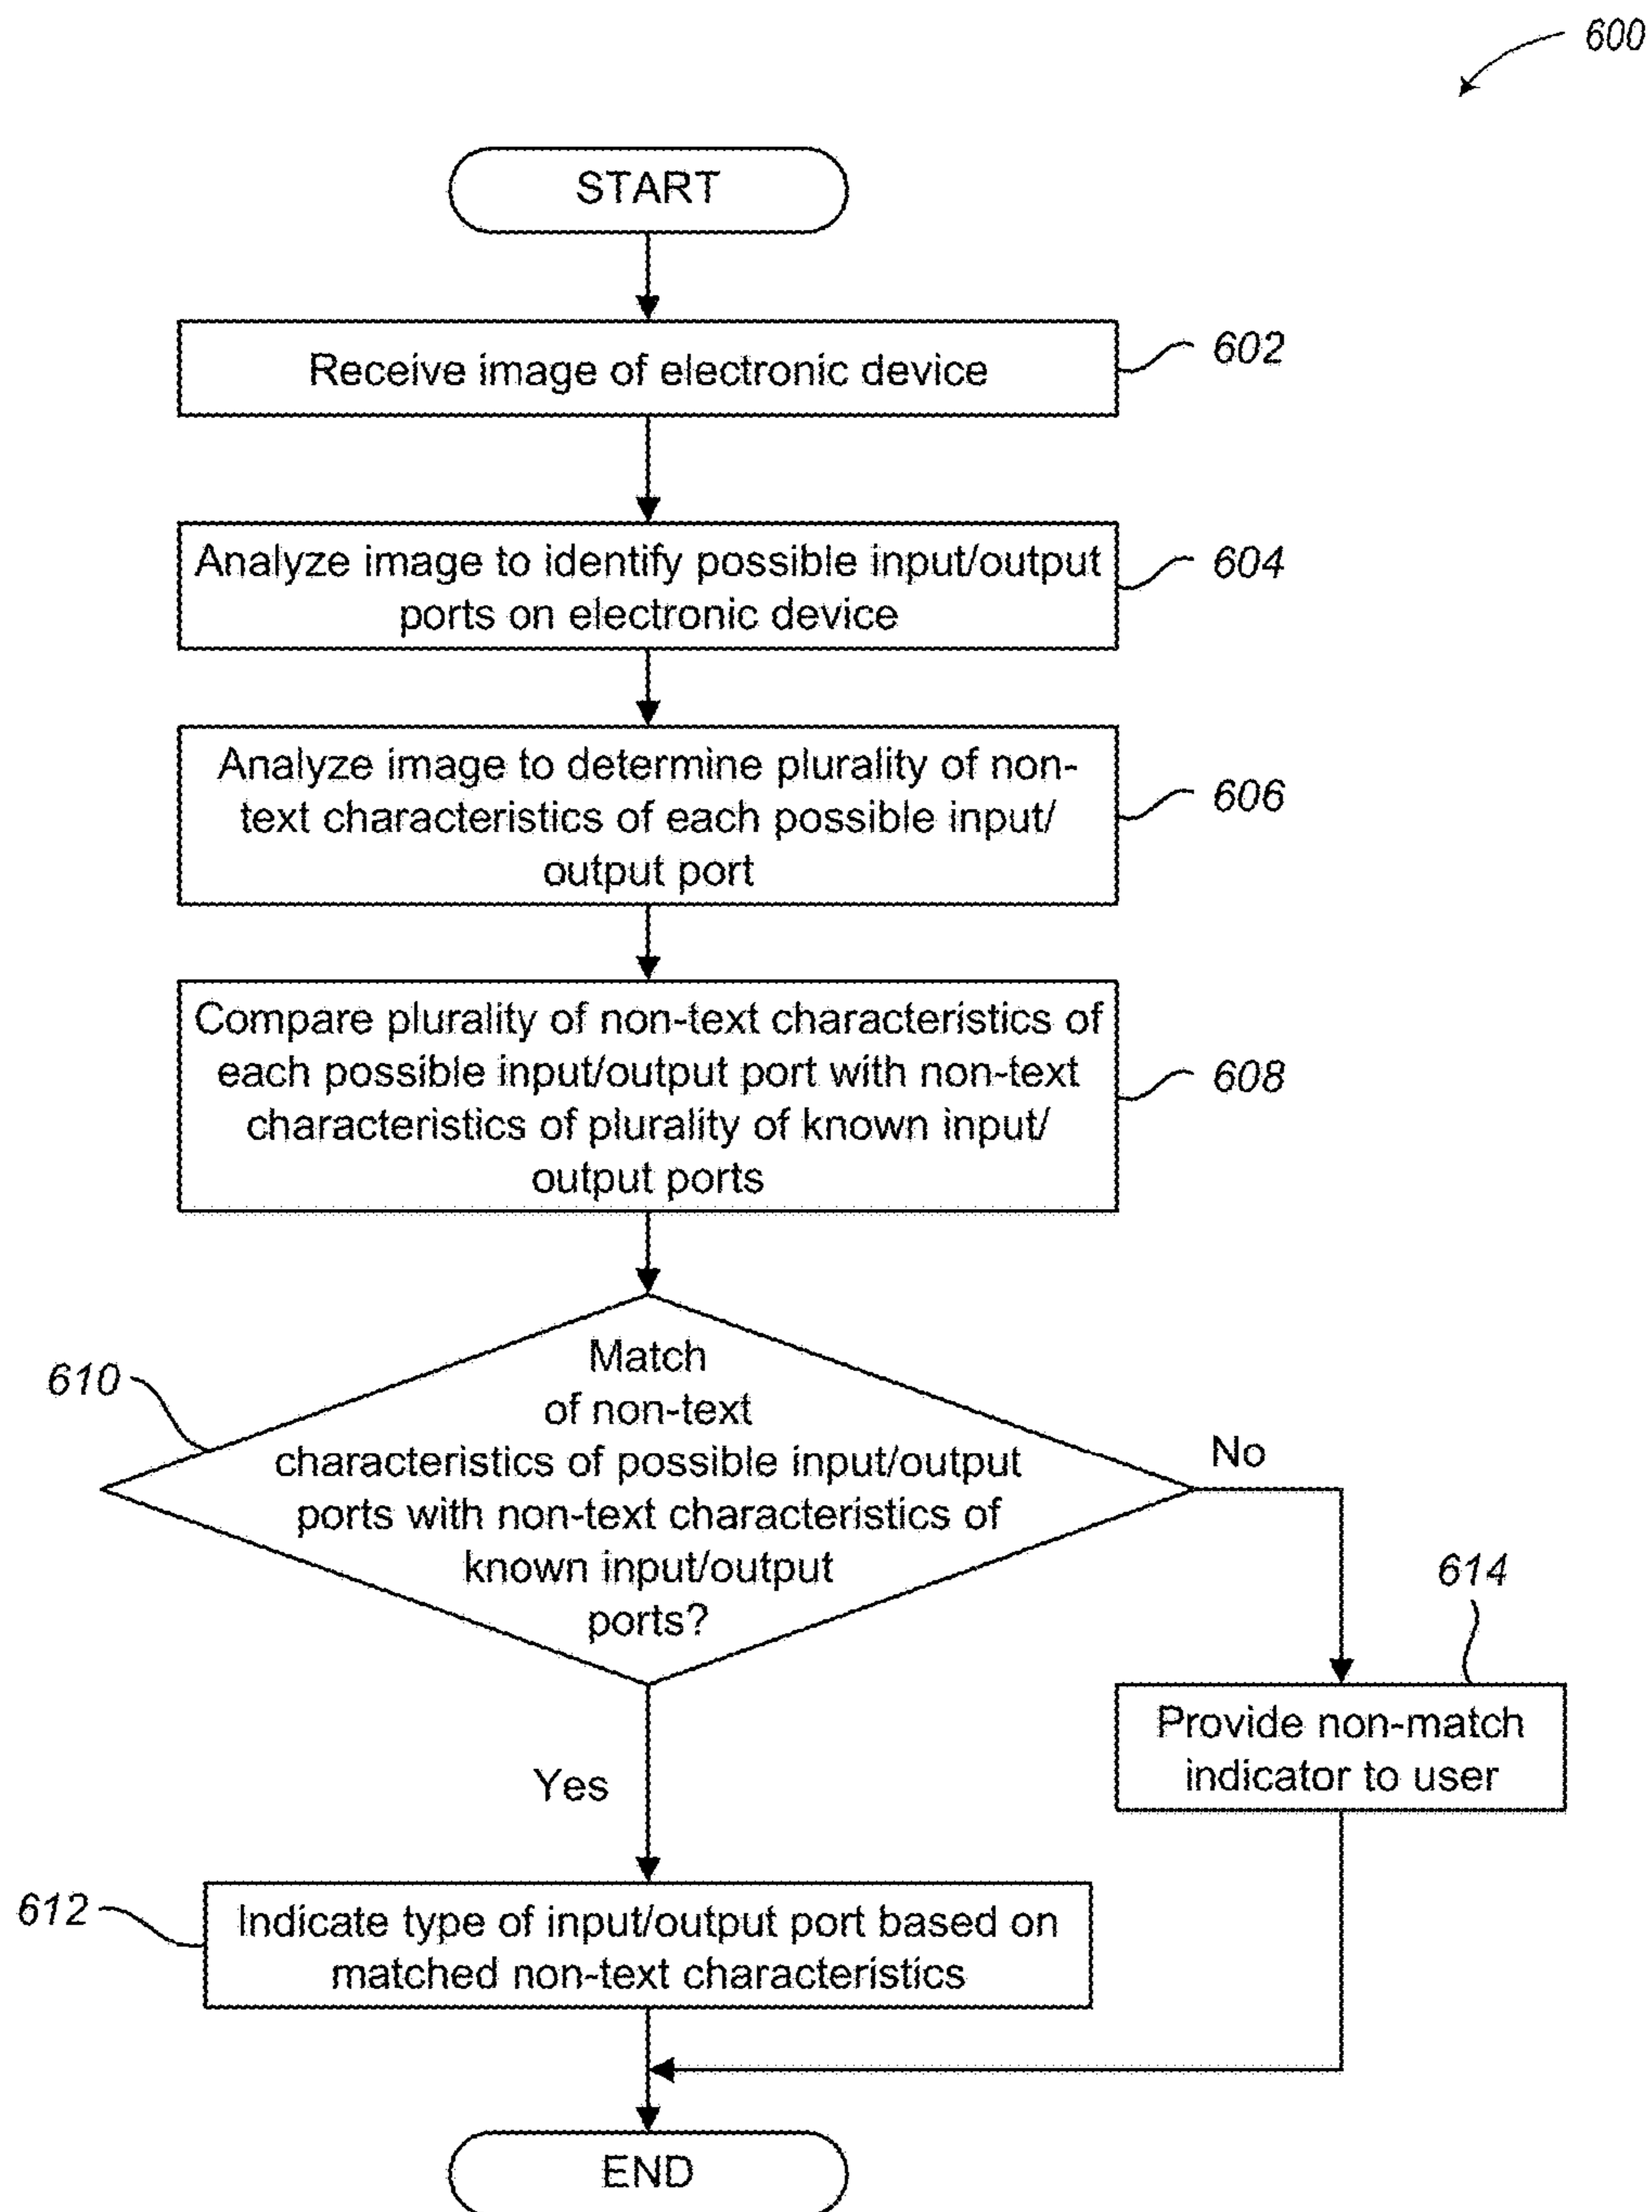 600
START
Receive image of electronic device
602
Analyze image to identify possible input/output
ports on electronic device
604
Analyze image to determine plurality of non-
text characteristics of each possible input/
output port
606
Compare plurality of non-text characteristics of
each possible input/output port with non-text
characteristics of plurality of known input/
output ports
608
610
Match
of non-text
characteristics of possible input/output
ports with non-text characteristics of
known input/output
ports?
No
614
Provide non-match
indicator to user
Yes
612
Indicate type of input/output port based on
matched non-text characteristics
END